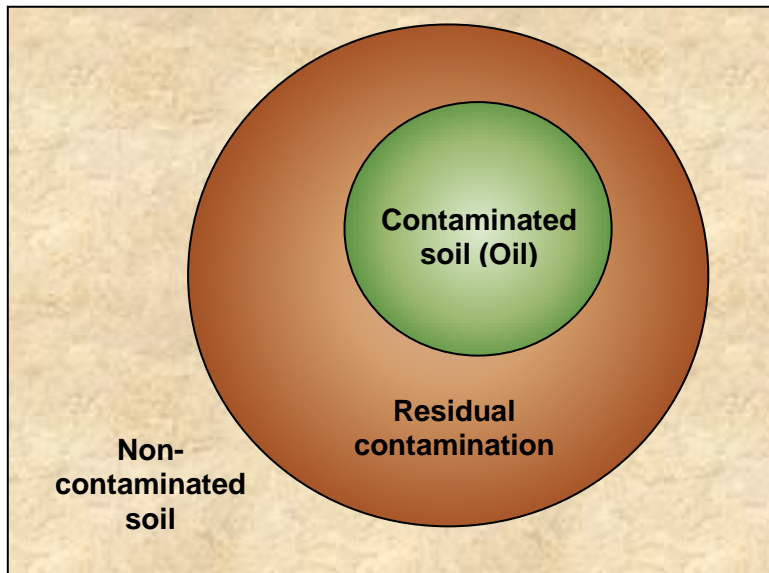 Contaminated
soil (Oil)
Residual
contamination
Non-
contaminated
soil